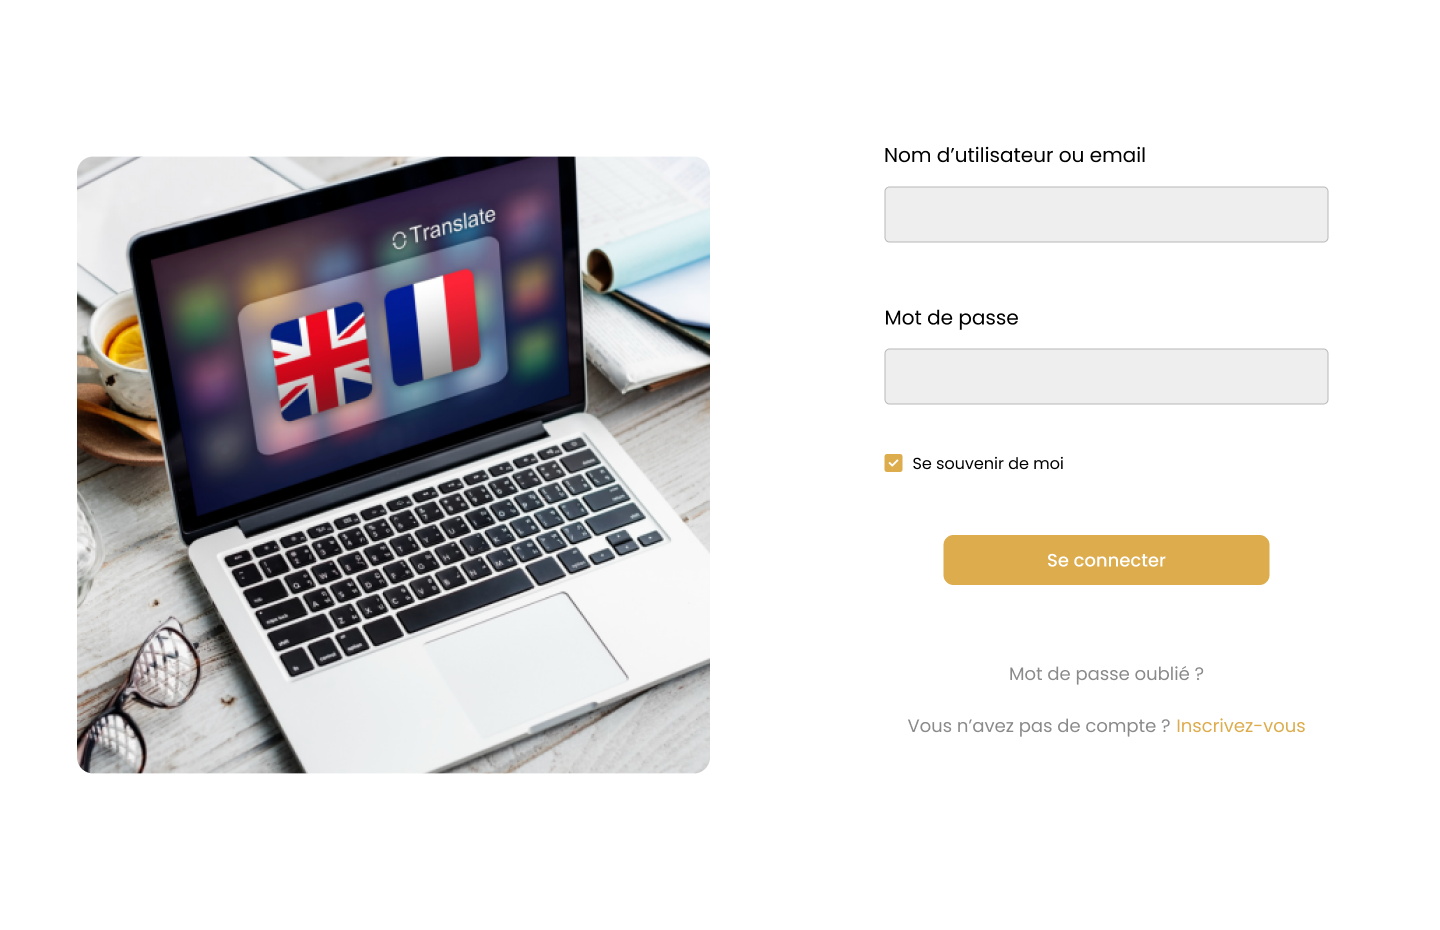 Translate
Nom d’utilisateur ou email
Mot de passe
Se souvenir de moi
Se connecter
Mot de passe oublié ?
Vous n’avez pas de compte ? Inscrivez-vous